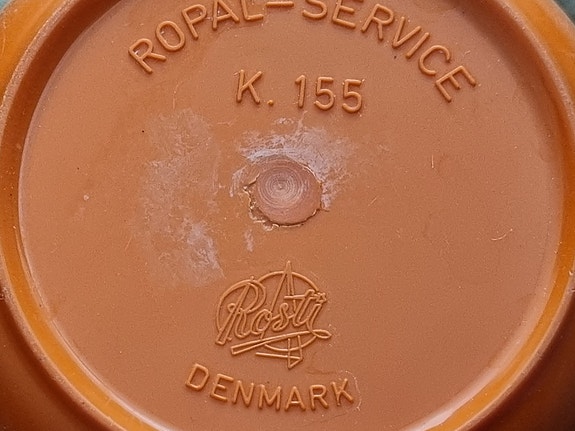 ROPAL-SERVICE
K. 155
Rosti
DENMARK